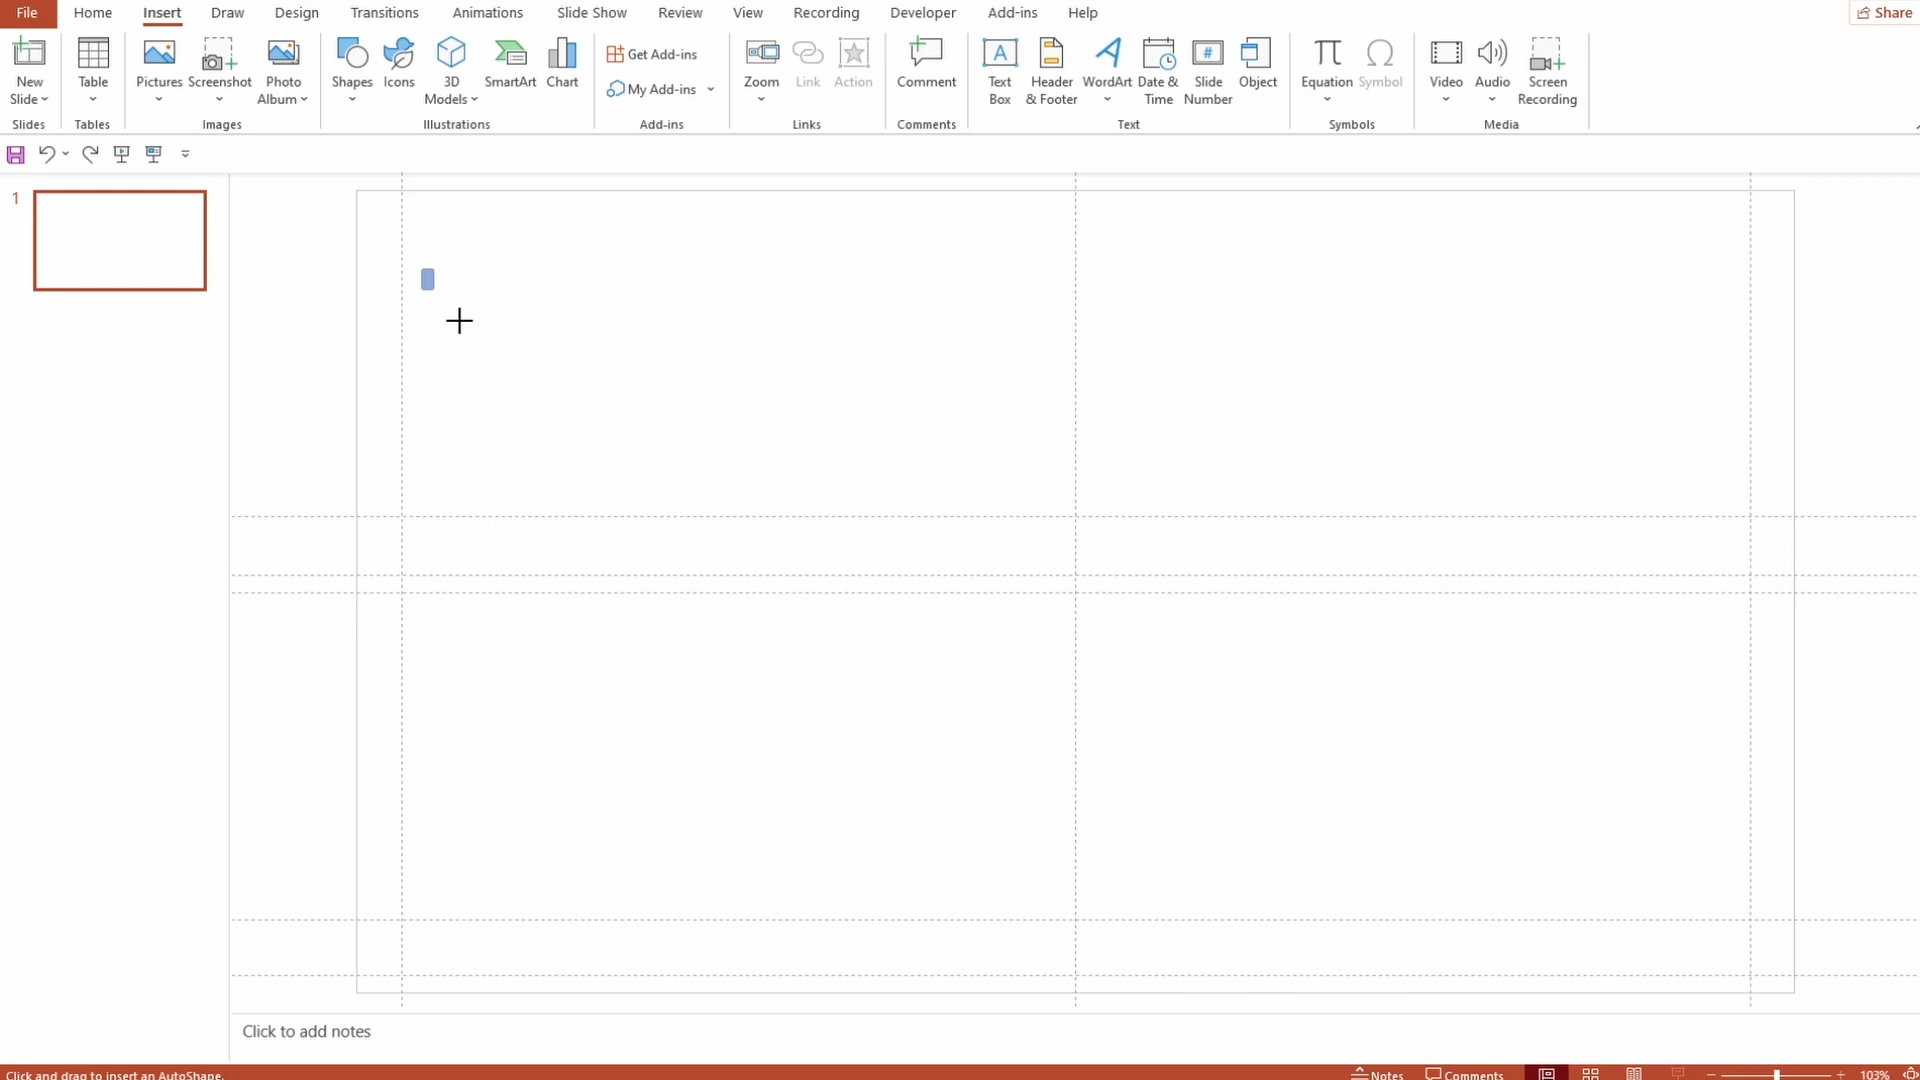 File Insert Home Draw Design Transitions Animations Slide Show Review View Recording Developer Add-ins Help Share
New Slide
Table
Pictures
Screenshot
Photo Album
Shapes
Icons
3D Models
SmartArt
Chart
Get Add-ins
My Add-ins
Zoom
Link
Action
Comment
A
Text Box
Header & Footer
WordArt
Date & Time
#
Slide Number
Object
Equation
Symbol
Video
Audio
Screen Recording
Slides Tables Images Illustrations Add-ins Links Comments Text Symbols Media
1
Click to add notes
Click and drag to insert an AutoShape.
Notes Comments 103%